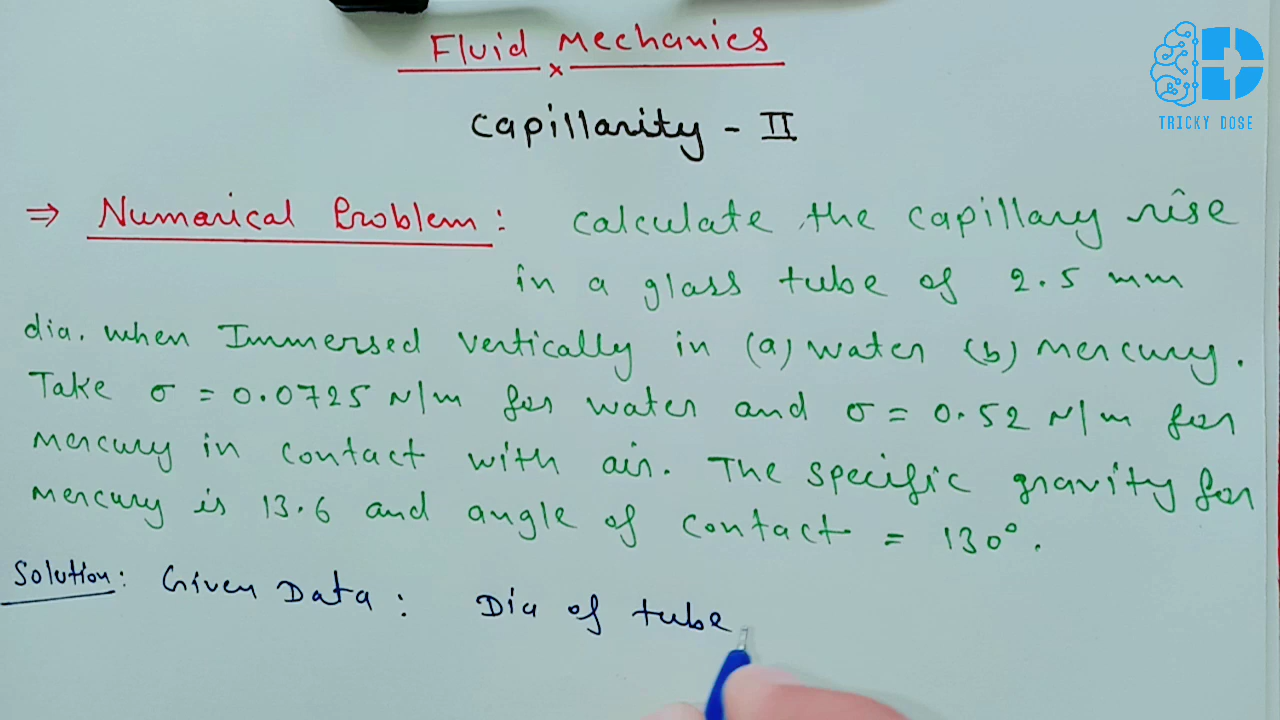 Fluid Mechanics
TRICKY DOSE
Capillarity - II
⇒ Numarical Problem: Calculate the capillary rise
in a glass tube of 2.5 mm
dia. when Immersed vertically in (a) water (b) mercury.
Take σ = 0.0725 N/m for water and σ = 0.52 N/m for
mercury in contact with air. The specific gravity for
mercury is 13.6 and angle of contact = 130°.
Solution: Given Data: Dia of tube,